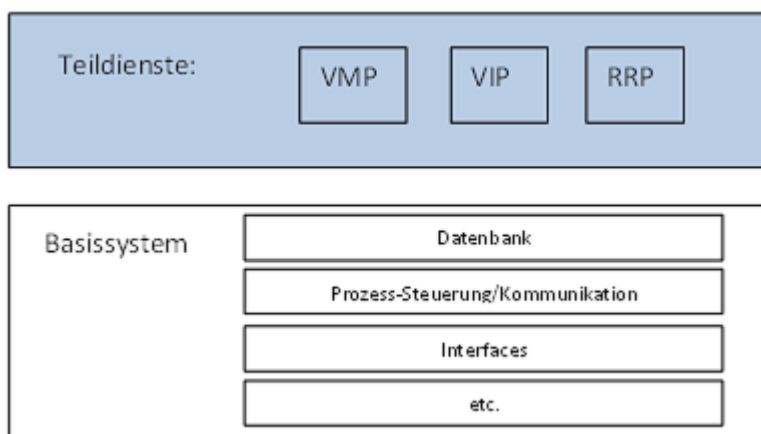 Teildienste:
VMP
VIP
RRP
Basissystem
Datenbank
Prozess-Steuerung/Kommunikation
Interfaces
etc.